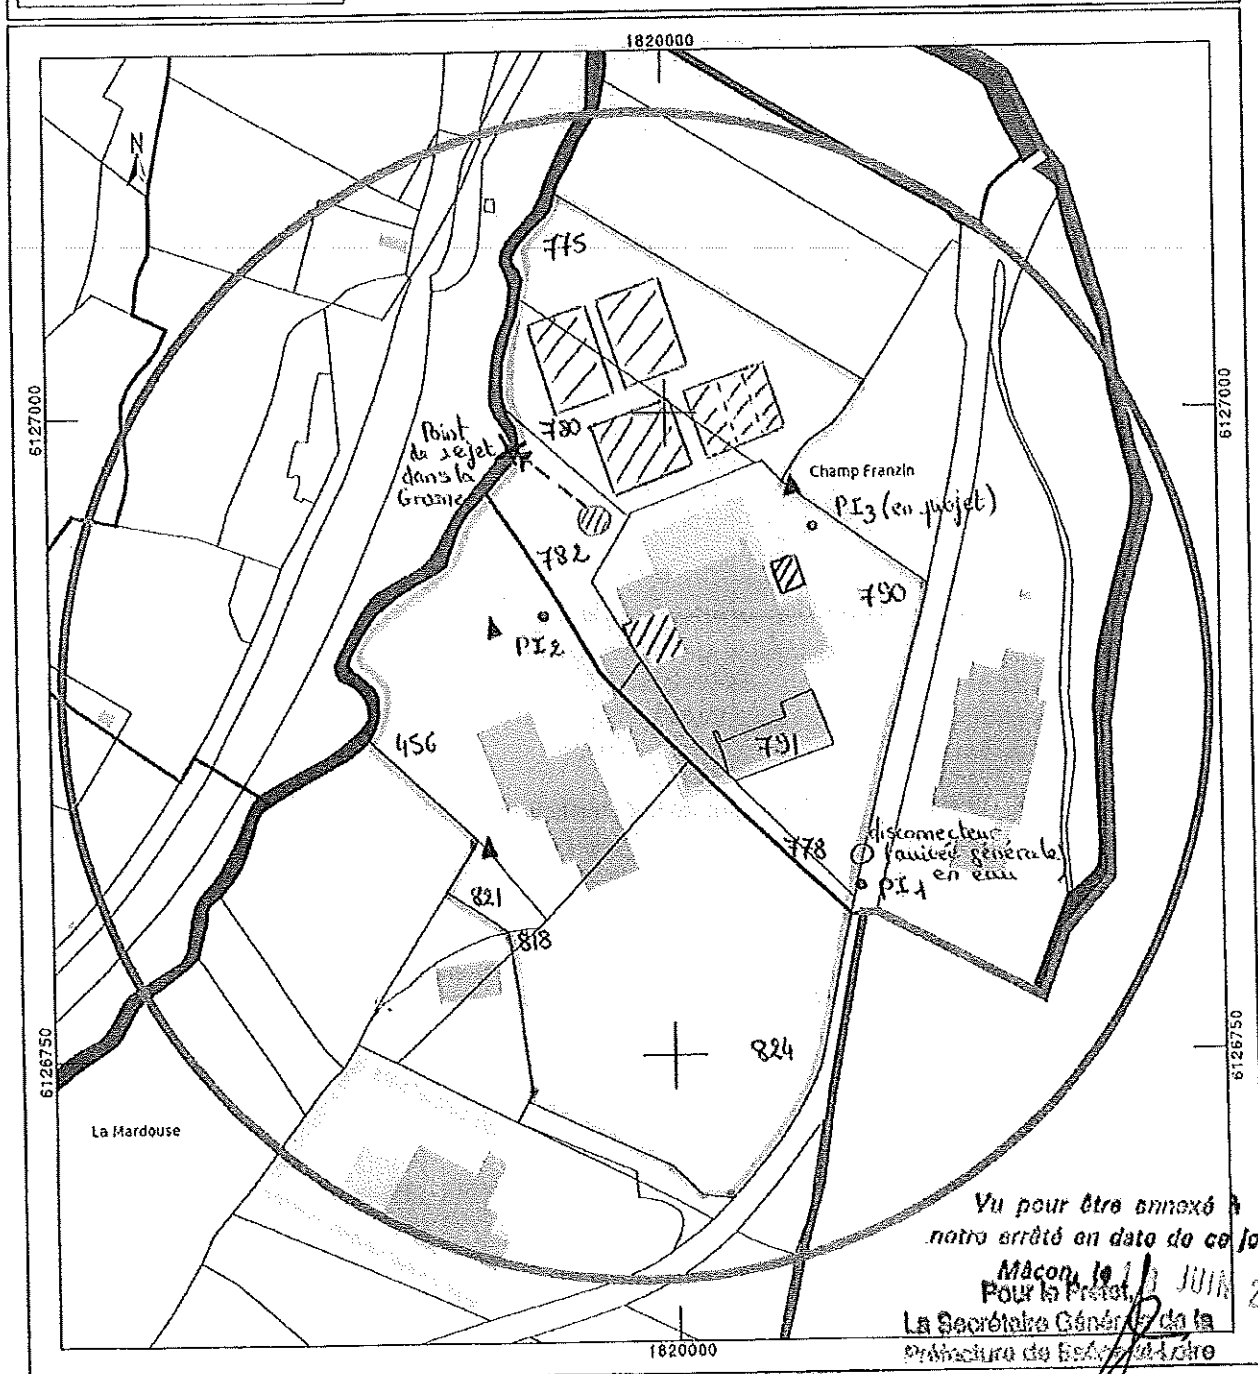 1820000
N
775
6127000
6127000
780
Point
de rejet
dans la
Grosne
Champ Franzin
PI3 (en projet)
782
790
PI2
456
791
778
disconnecteur
(arrivée générale
en eau
PI1
821
818
824
6126750
6126750
La Mardouse
Vu pour être annexé à
notre arrêté en date de ce jo
Mâcon, le JUIN 2
Pour le Préfet,
La Secrétaire Générale de la
Préfecture de Saône-et-Loire
1820000